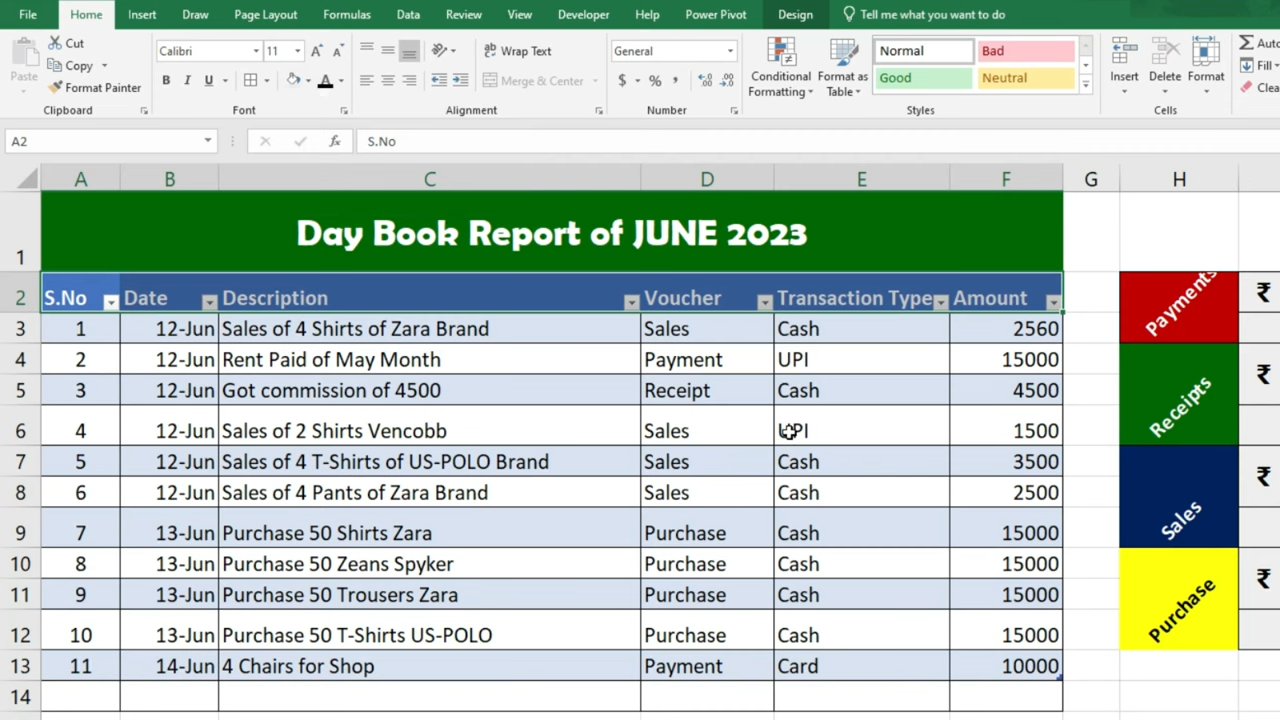 File Home Insert Draw Page Layout Formulas Data Review View Developer Help Power Pivot Design Tell me what you want to do
Paste Cut Copy Format Painter Clipboard
Calibri 11 A A B I U A Font
Wrap Text Merge & Center Alignment
General $ % , Number
Conditional Formatting Format as Table Normal Bad Good Neutral Styles
Insert Delete Format Cells
Fill
A2 fx S.No
A B C D E F G H
1 Day Book Report of JUNE 2023
2 S.No Date Description Voucher Transaction Type Amount Payments ₹
3 1 12-Jun Sales of 4 Shirts of Zara Brand Sales Cash 2560
4 2 12-Jun Rent Paid of May Month Payment UPI 15000 Receipts ₹
5 3 12-Jun Got commission of 4500 Receipt Cash 4500
6 4 12-Jun Sales of 2 Shirts Vencobb Sales UPI 1500
7 5 12-Jun Sales of 4 T-Shirts of US-POLO Brand Sales Cash 3500 Sales ₹
8 6 12-Jun Sales of 4 Pants of Zara Brand Sales Cash 2500
9 7 13-Jun Purchase 50 Shirts Zara Purchase Cash 15000
10 8 13-Jun Purchase 50 Zeans Spyker Purchase Cash 15000 Purchase ₹
11 9 13-Jun Purchase 50 Trousers Zara Purchase Cash 15000
12 10 13-Jun Purchase 50 T-Shirts US-POLO Purchase Cash 15000
13 11 14-Jun 4 Chairs for Shop Payment Card 10000
14